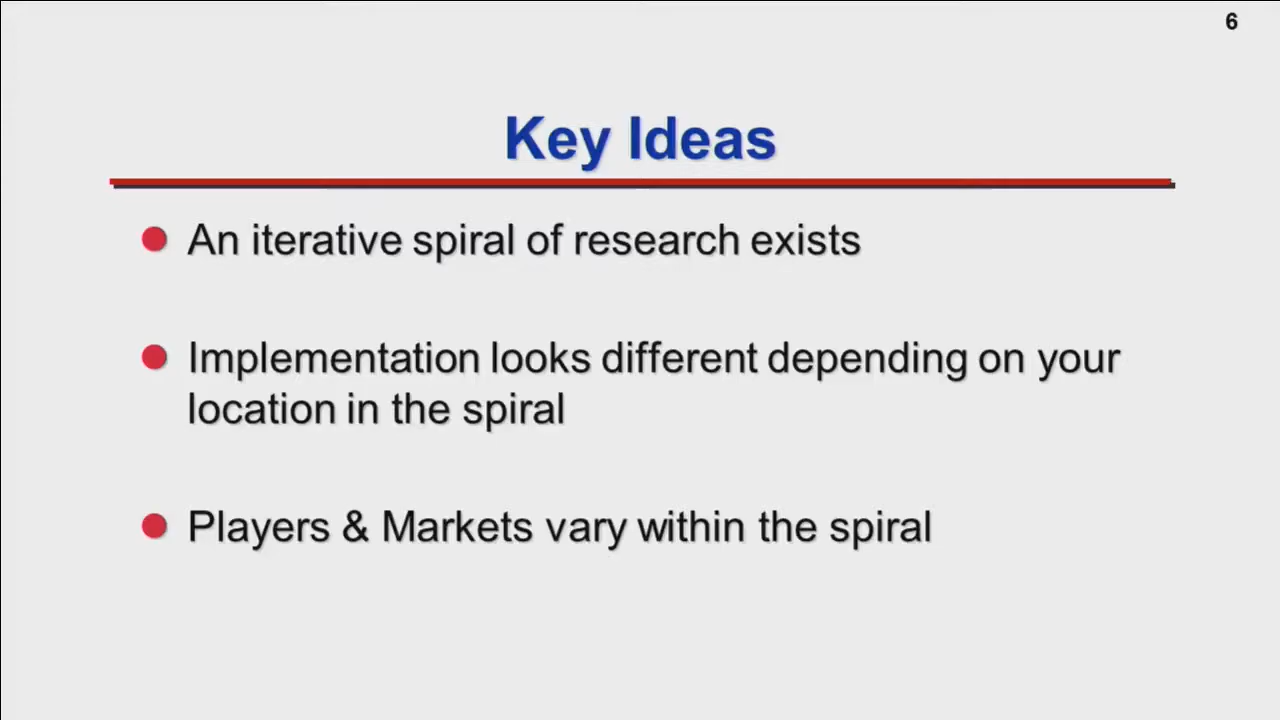 6
Key Ideas
An iterative spiral of research exists
Implementation looks different depending on your
location in the spiral
Players & Markets vary within the spiral